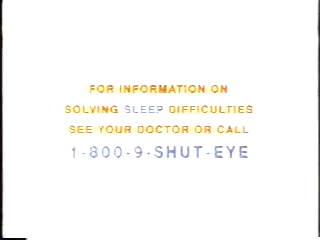 FOR INFORMATION ON
SOLVING SLEEP DIFFICULTIES
SEE YOUR DOCTOR OR CALL
1-800-9-SHUT-EYE